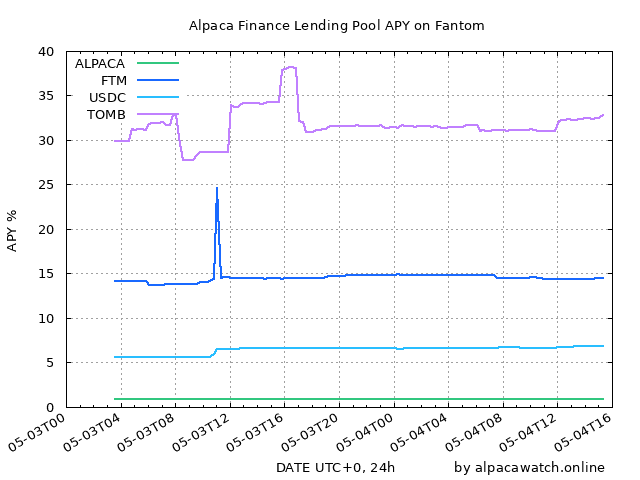 Alpaca Finance Lending Pool APY on Fantom
APY %
40
35
30
25
20
15
10
5
0
ALPACA
FTM
USDC
TOMB
05-03T00
05-03T04
05-03T08
05-03T12
05-03T16
05-03T20
05-04T00
05-04T04
05-04T08
05-04T12
05-04T16
DATE UTC+0, 24h
by alpacawatch.online